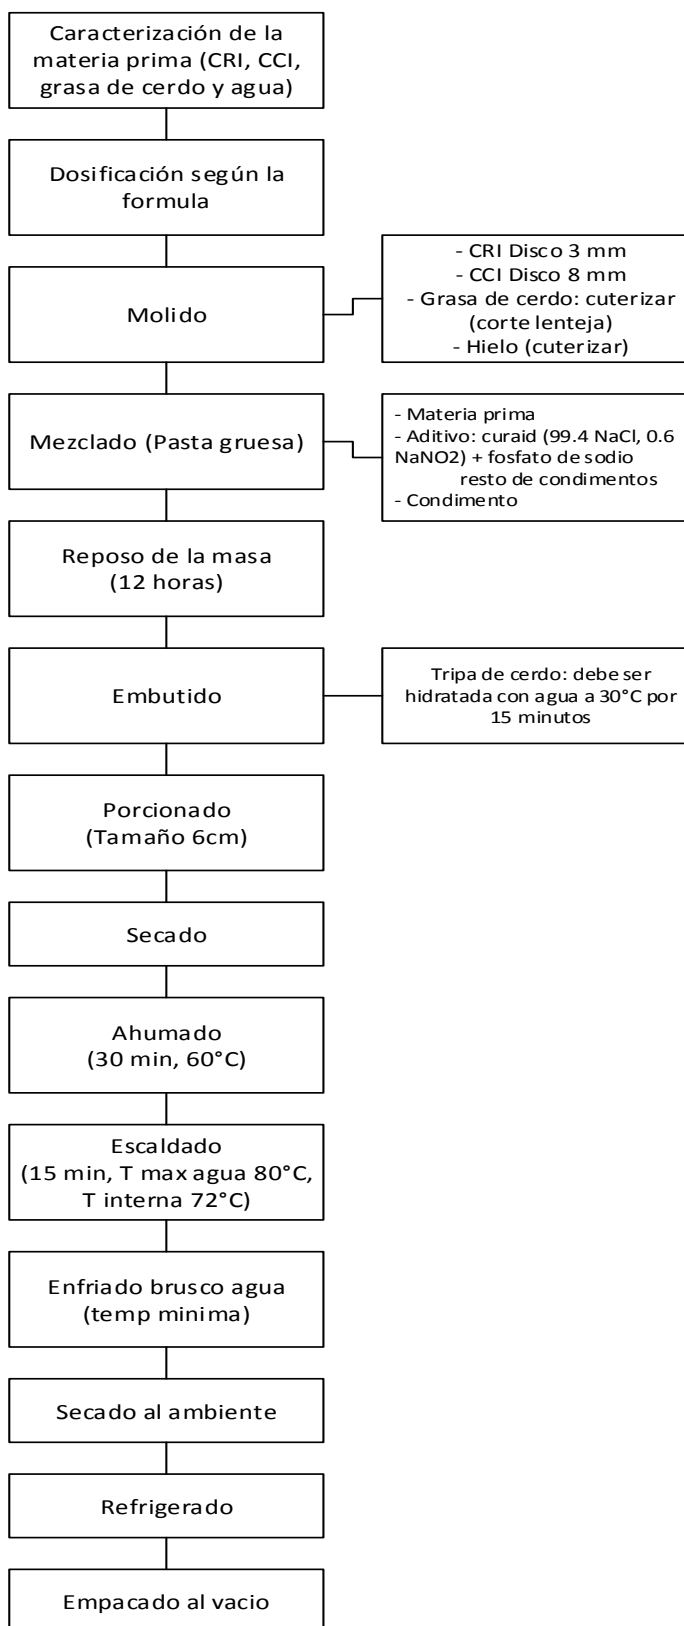 Caracterización de la
materia prima (CRI, CCI,
grasa de cerdo y agua)
Dosificación según la
formula
Molido
- CRI Disco 3 mm
- CCI Disco 8 mm
- Grasa de cerdo: cuterizar
(corte lenteja)
- Hielo (cuterizar)
Mezclado (Pasta gruesa)
- Materia prima
- Aditivo: curaid (99.4 NaCl, 0.6
NaNO2) + fosfato de sodio
resto de condimentos
- Condimento
Reposo de la masa
(12 horas)
Embutido
Tripa de cerdo: debe ser
hidratada con agua a 30°C por
15 minutos
Porcionado
(Tamaño 6cm)
Secado
Ahumado
(30 min, 60°C)
Escaldado
(15 min, T max agua 80°C,
T interna 72°C)
Enfriado brusco agua
(temp minima)
Secado al ambiente
Refrigerado
Empacado al vacio